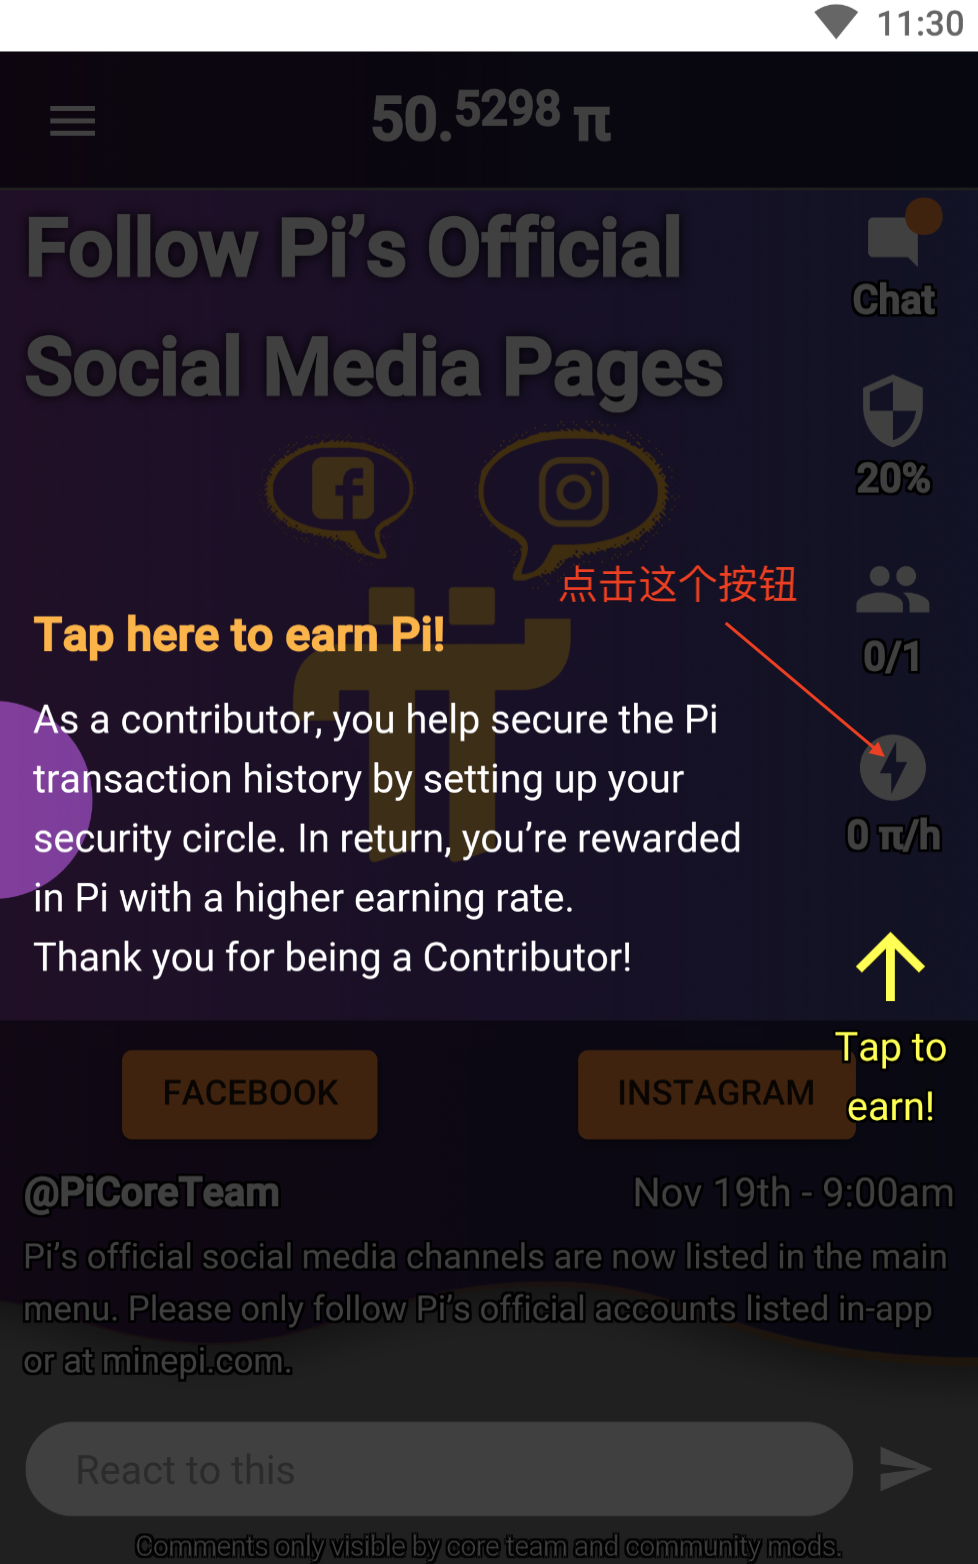 11:30
50.5298 π
Follow Pi’s Official
Social Media Pages
Chat
20%
点击这个按钮
Tap here to earn Pi!
0/1
As a contributor, you help secure the Pi
transaction history by setting up your
security circle. In return, you’re rewarded
in Pi with a higher earning rate.
Thank you for being a Contributor!
0 π/h
Tap to
earn!
FACEBOOK
INSTAGRAM
@PiCoreTeam
Nov 19th - 9:00am
Pi’s official social media channels are now listed in the main
menu. Please only follow Pi’s official accounts listed in-app
or at minepi.com.
React to this
Comments only visible by core team and community mods.